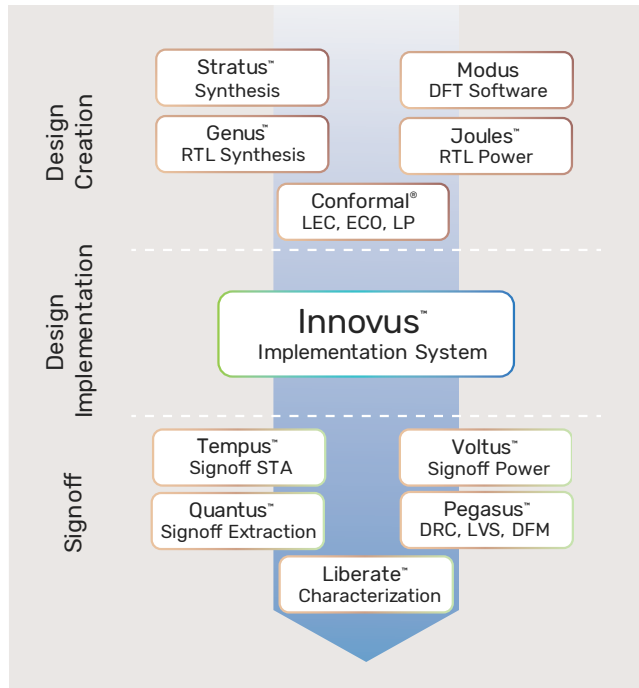 Design
Creation
Stratus™
Synthesis
Modus
DFT Software
Genus™
RTL Synthesis
Joules™
RTL Power
Conformal®
LEC, ECO, LP
Design
Implementation
Innovus™
Implementation System
Signoff
Tempus™
Signoff STA
Voltus™
Signoff Power
Quantus™
Signoff Extraction
Pegasus™
DRC, LVS, DFM
Liberate™
Characterization